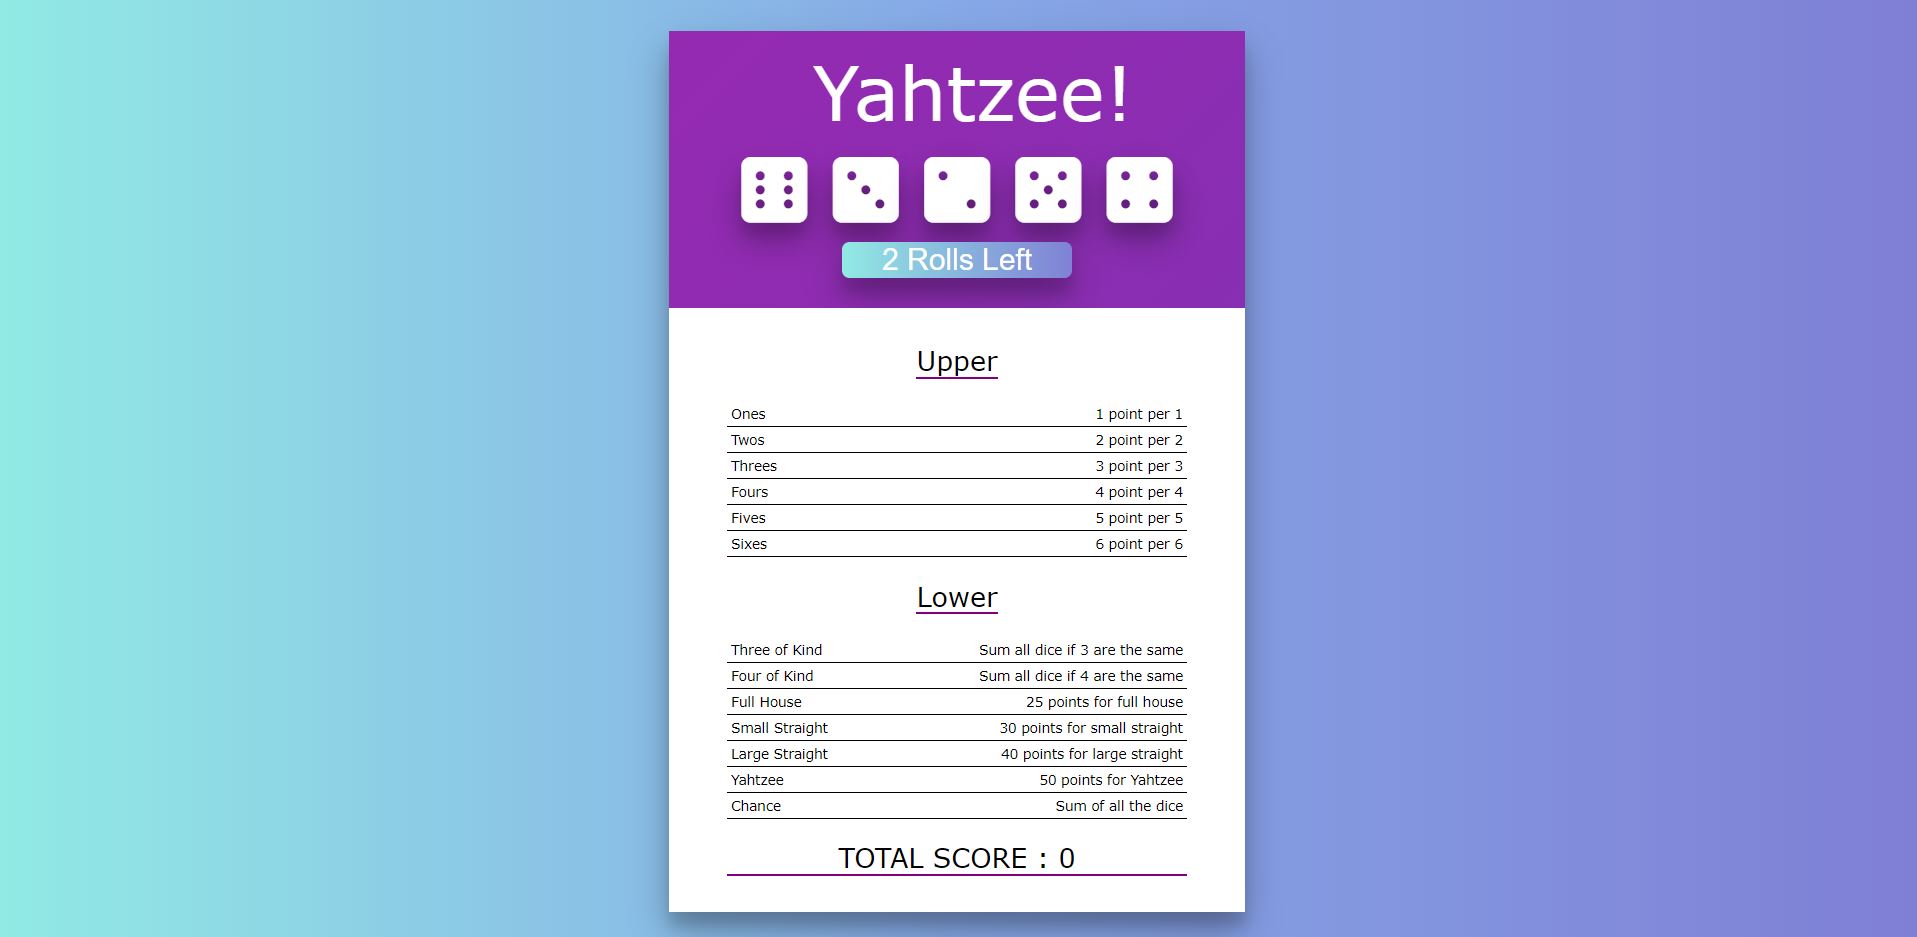 Yahtzee!
2 Rolls Left
Upper
Ones 1 point per 1
Twos 2 point per 2
Threes 3 point per 3
Fours 4 point per 4
Fives 5 point per 5
Sixes 6 point per 6
Lower
Three of Kind Sum all dice if 3 are the same
Four of Kind Sum all dice if 4 are the same
Full House 25 points for full house
Small Straight 30 points for small straight
Large Straight 40 points for large straight
Yahtzee 50 points for Yahtzee
Chance Sum of all the dice
TOTAL SCORE : 0